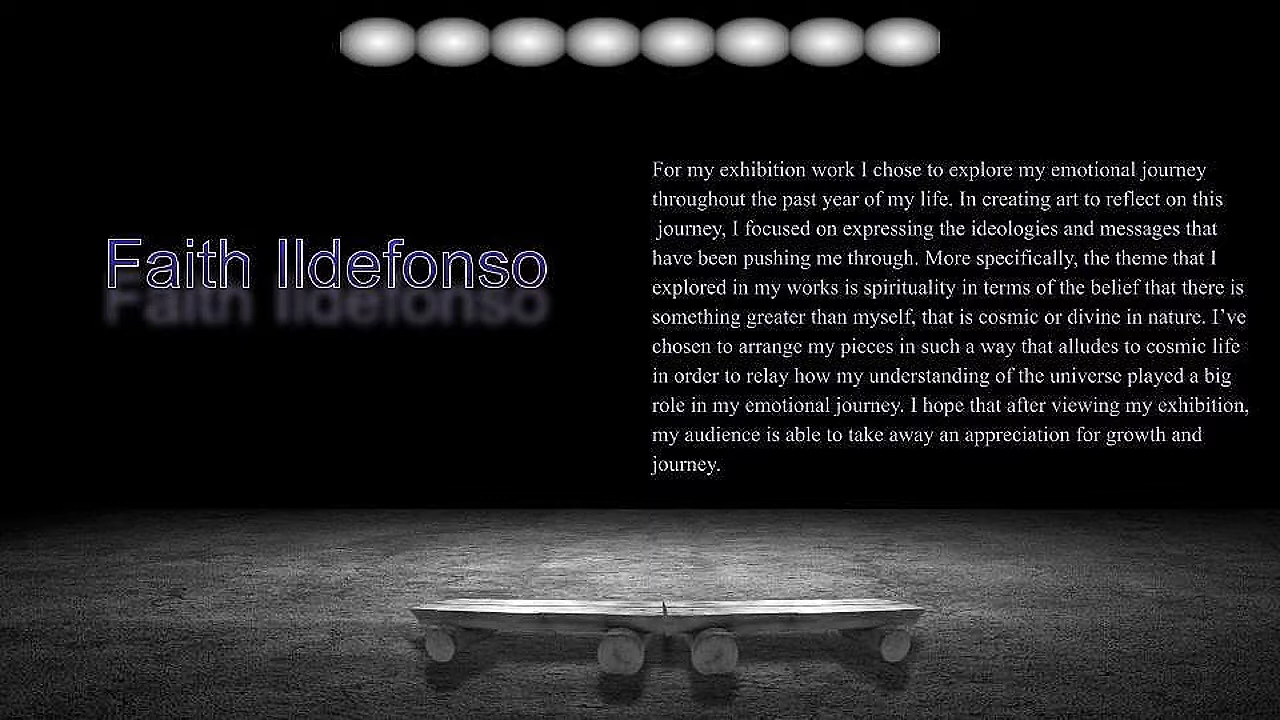 Faith Ildefonso
For my exhibition work I chose to explore my emotional journey
throughout the past year of my life. In creating art to reflect on this
journey, I focused on expressing the ideologies and messages that
have been pushing me through. More specifically, the theme that I
explored in my works is spirituality in terms of the belief that there is
something greater than myself, that is cosmic or divine in nature. I’ve
chosen to arrange my pieces in such a way that alludes to cosmic life
in order to relay how my understanding of the universe played a big
role in my emotional journey. I hope that after viewing my exhibition,
my audience is able to take away an appreciation for growth and
journey.